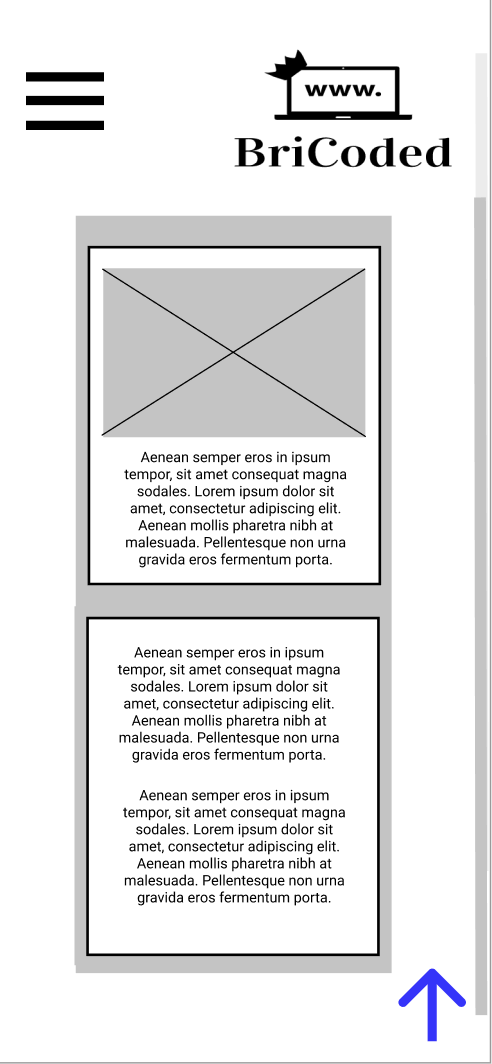 www.
BriCoded
Aenean semper eros in ipsum
tempor, sit amet consequat magna
sodales. Lorem ipsum dolor sit
amet, consectetur adipiscing elit.
Aenean mollis pharetra nibh at
malesuada. Pellentesque non urna
gravida eros fermentum porta.
Aenean semper eros in ipsum
tempor, sit amet consequat magna
sodales. Lorem ipsum dolor sit
amet, consectetur adipiscing elit.
Aenean mollis pharetra nibh at
malesuada. Pellentesque non urna
gravida eros fermentum porta.
Aenean semper eros in ipsum
tempor, sit amet consequat magna
sodales. Lorem ipsum dolor sit
amet, consectetur adipiscing elit.
Aenean mollis pharetra nibh at
malesuada. Pellentesque non urna
gravida eros fermentum porta.